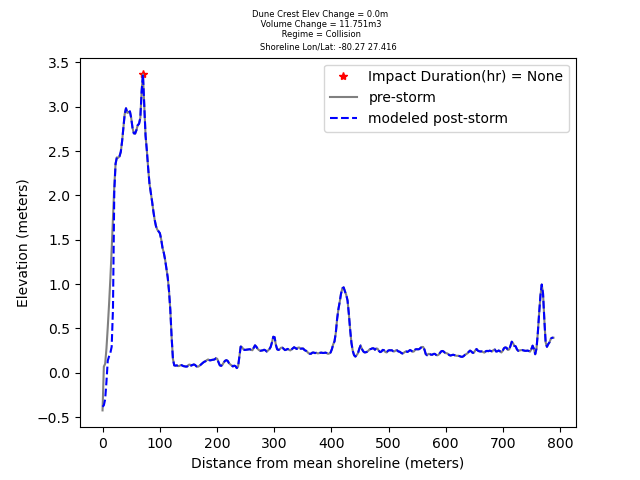 Dune Crest Elev Change = 0.0m
Volume Change = 11.751m3
Regime = Collision
Shoreline Lon/Lat: -80.27 27.416
Impact Duration(hr) = None
pre-storm
modeled post-storm
Elevation (meters)
3.5
3.0
2.5
2.0
1.5
1.0
0.5
0.0
−0.5
0 100 200 300 400 500 600 700 800
Distance from mean shoreline (meters)